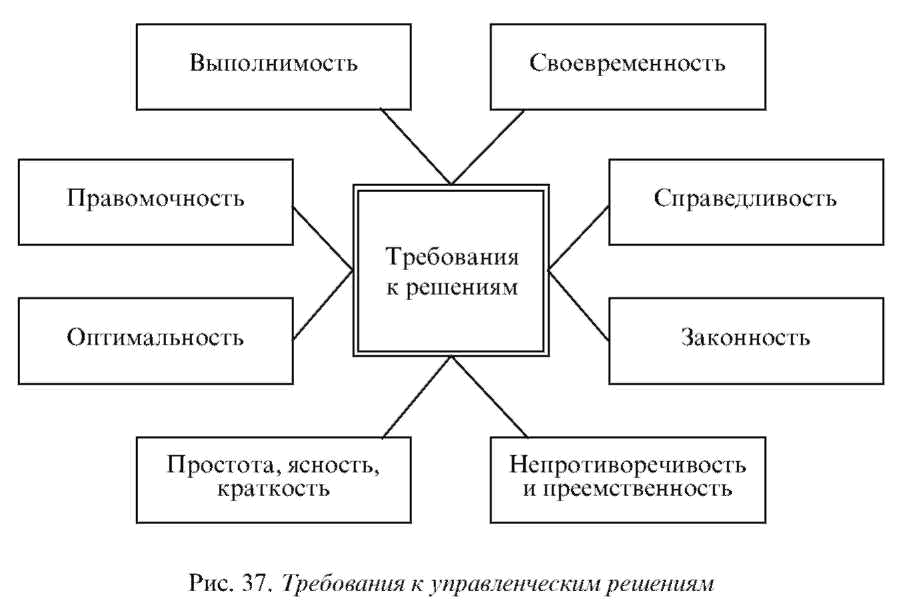 Выполнимость
Своевременность
Правомочность
Справедливость
Требования
к решениям
Оптимальность
Законность
Простота, ясность,
краткость
Непротиворечивость
и преемственность
Рис. 37. Требования к управленческим решениям